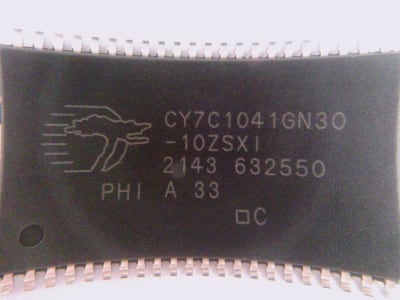 CY7C1041GN30
-10ZSXI
2143 632550
PHI A 33
C